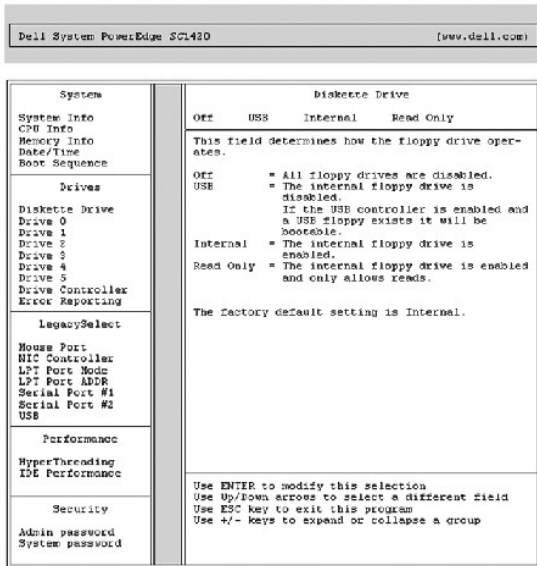 Dell System PowerEdge SC1420 (www.dell.com)
System
System Info
CPU Info
Memory Info
Date/Time
Boot Sequence
Drives
Diskette Drive
Drive 0
Drive 1
Drive 2
Drive 3
Drive 4
Drive 5
Drive Controller
Error Reporting
LegacySelect
Mouse Port
NIC Controller
LPT Port Mode
LPT Port ADDR
Serial Port #1
Serial Port #2
USB
Performance
HyperThreading
IDE Performance
Security
Admin password
System password
Diskette Drive
Off USB Internal Read Only
This field determines how the floppy drive oper-
ates.
Off = All floppy drives are disabled.
USB = The internal floppy drive is
disabled.
If the USB controller is enabled and
a USB floppy exists it will be
bootable.
Internal = The internal floppy drive is
enabled.
Read Only = The internal floppy drive is enabled
and only allows reads.
The factory default setting is Internal.
Use ENTER to modify this selection
Use Up/Down arrows to select a different field
Use ESC key to exit this program
Use +/- keys to expand or collapse a group